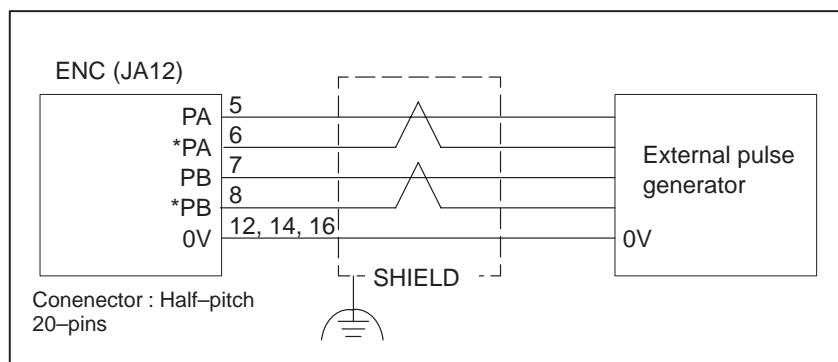 ENC (JA12)
PA 5
*PA 6
PB 7
*PB 8
0V 12, 14, 16
External pulse
generator
0V
SHIELD
Conenector : Half–pitch
20–pins